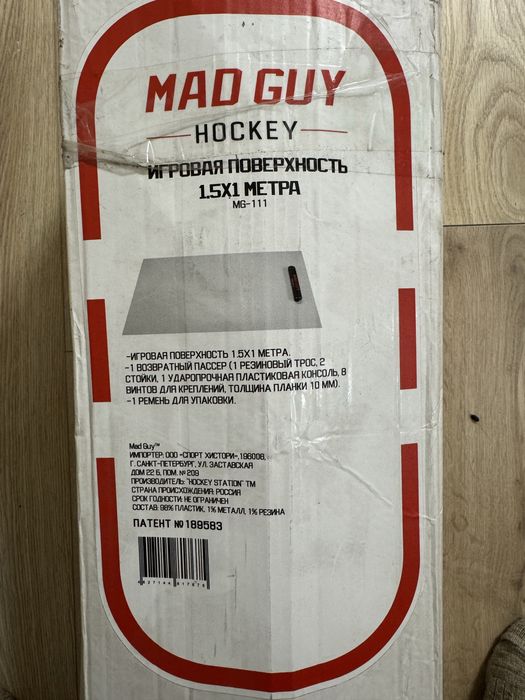 MAD GUY
HOCKEY
ИГРОВАЯ ПОВЕРХНОСТЬ
1.5X1 МЕТРА
MG-111
-ИГРОВАЯ ПОВЕРХНОСТЬ 1.5X1 МЕТРА.
-1 ВОЗВРАТНЫЙ ПАССЕР (1 РЕЗИНОВЫЙ ТРОС, 2
СТОЙКИ, 1 УДАРОПРОЧНАЯ ПЛАСТИКОВАЯ КОНСОЛЬ, 8
ВИНТОВ ДЛЯ КРЕПЛЕНИЙ, ТОЛЩИНА ПЛАНКИ 10 ММ).
-1 РЕМЕНЬ ДЛЯ УПАКОВКИ.
Mad Guy™
ИМПОРТЕР: ООО «СПОРТ ХИСТОРИ»,196006,
Г. САНКТ-ПЕТЕРБУРГ, УЛ. ЗАСТАВСКАЯ
ДОМ 22 Б, ПОМ. № 209
ПРОИЗВОДИТЕЛЬ: "HOCKEY STATION" TM
СТРАНА ПРОИСХОЖДЕНИЯ: РОССИЯ
СРОК ГОДНОСТИ: НЕ ОГРАНИЧЕН
СОСТАВ: 98% ПЛАСТИК, 1% МЕТАЛЛ, 1% РЕЗИНА
ПАТЕНТ №189583